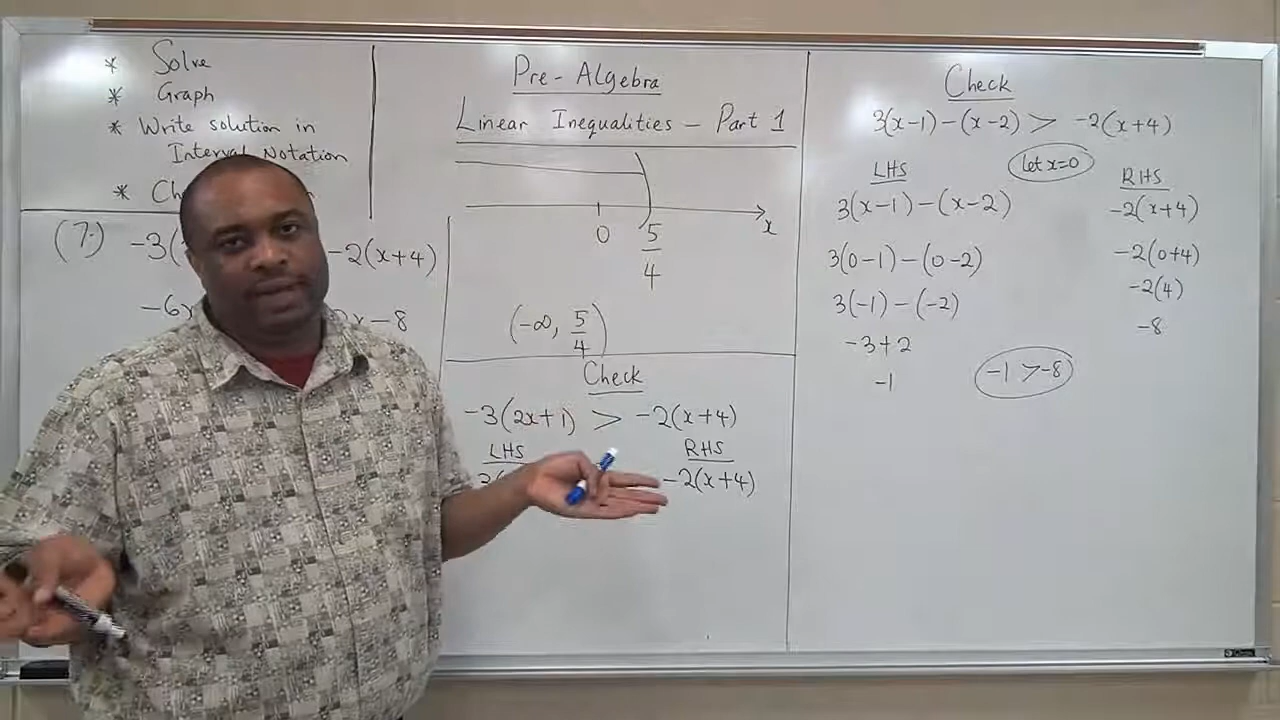 * Solve
* Graph
* Write solution in
Interval Notation
*
(7.) -3( -2(x+4)
-6 -8
Pre-Algebra
Linear Inequalities - Part 1
0 5/4 x
(-∞, 5/4)
Check
-3(2x+1) > -2(x+4)
LHS RHS
-2(x+4)
Check
3(x-1)-(x-2) > -2(x+4)
let x=0
LHS
3(x-1)-(x-2)
3(0-1)-(0-2)
3(-1)-(-2)
-3+2
-1
RHS
-2(x+4)
-2(0+4)
-2(4)
-8
-1 > -8